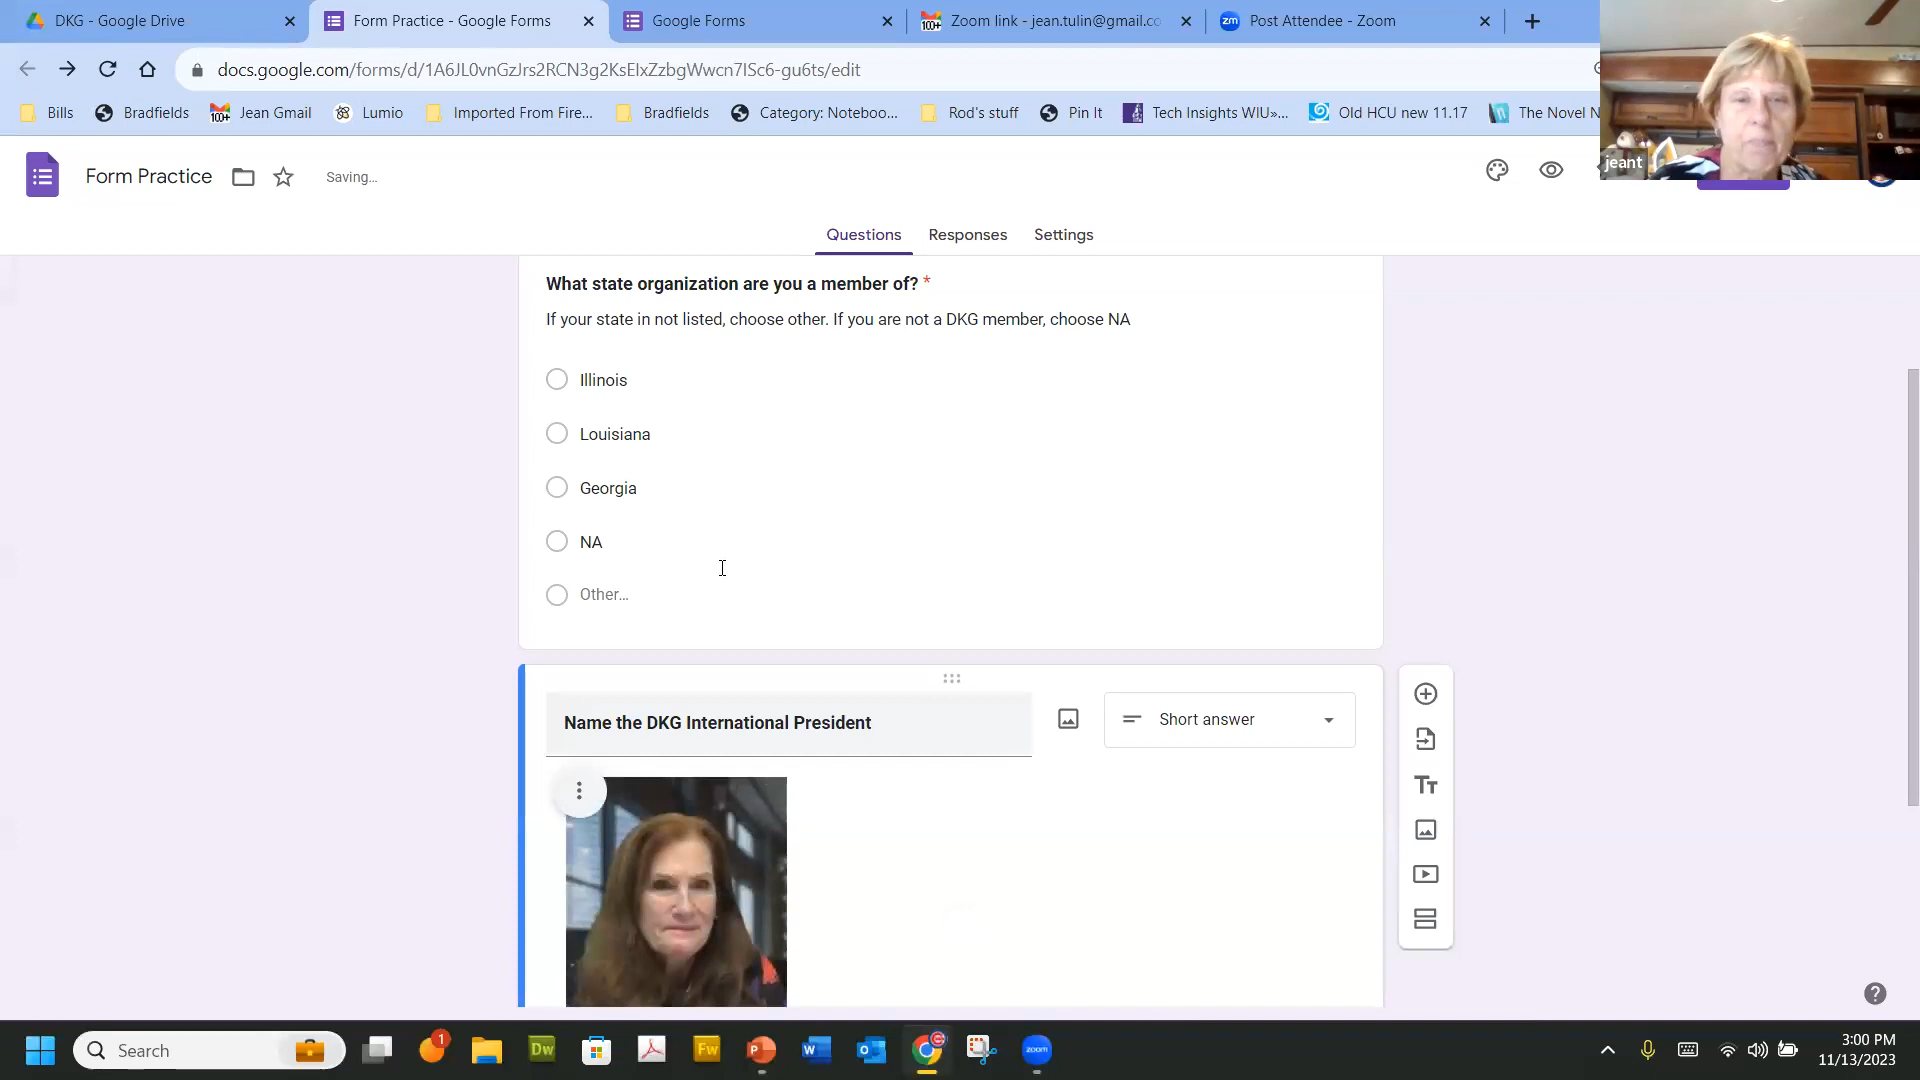 DKG - Google Drive
Form Practice - Google Forms
Google Forms
Zoom link - jean.tulin@gmail.co
Post Attendee - Zoom
docs.google.com/forms/d/1A6JL0vnGzJrs2RCN3g2KsEIxZzbgWwcn7ISc6-gu6ts/edit
Bills
Bradfields
Jean Gmail
Lumio
Imported From Fire...
Bradfields
Category: Noteboo...
Rod's stuff
Pin It
Tech Insights WIU»...
Old HCU new 11.17
The Novel N
jeant
Form Practice
Saving...
Questions
Responses
Settings
What state organization are you a member of? *
If your state in not listed, choose other. If you are not a DKG member, choose NA
Illinois
Louisiana
Georgia
NA
Other...
Name the DKG International President
Short answer
Search
3:00 PM
11/13/2023